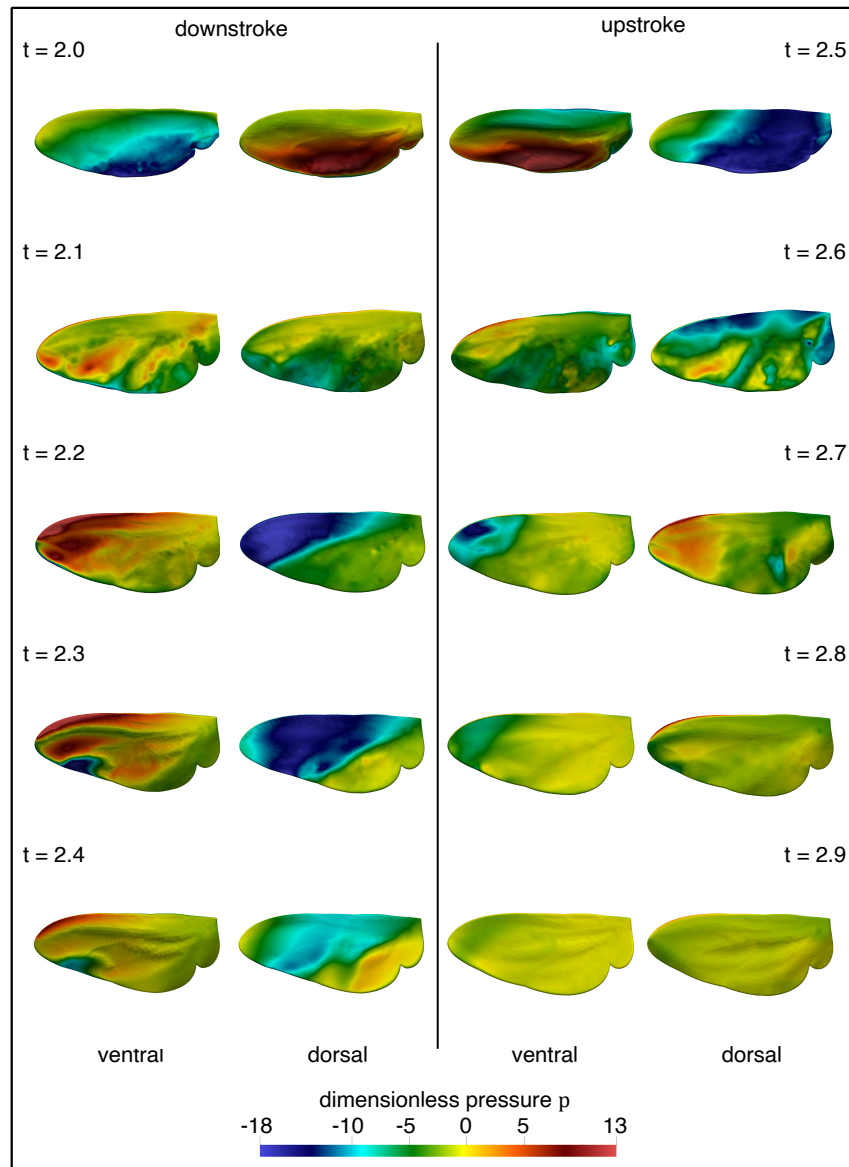 downstroke upstroke
t = 2.0 t = 2.5
t = 2.1 t = 2.6
t = 2.2 t = 2.7
t = 2.3 t = 2.8
t = 2.4 t = 2.9
ventral dorsal ventral dorsal
dimensionless pressure p
-18 -10 -5 0 5 13